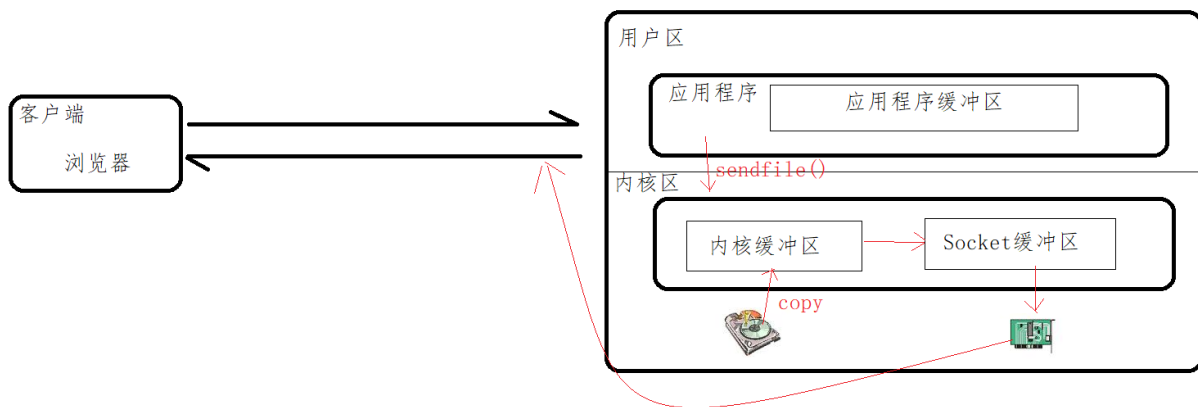 用户区
应用程序
应用程序缓冲区
客户端
浏览器
sendfile()
内核区
内核缓冲区
Socket缓冲区
copy